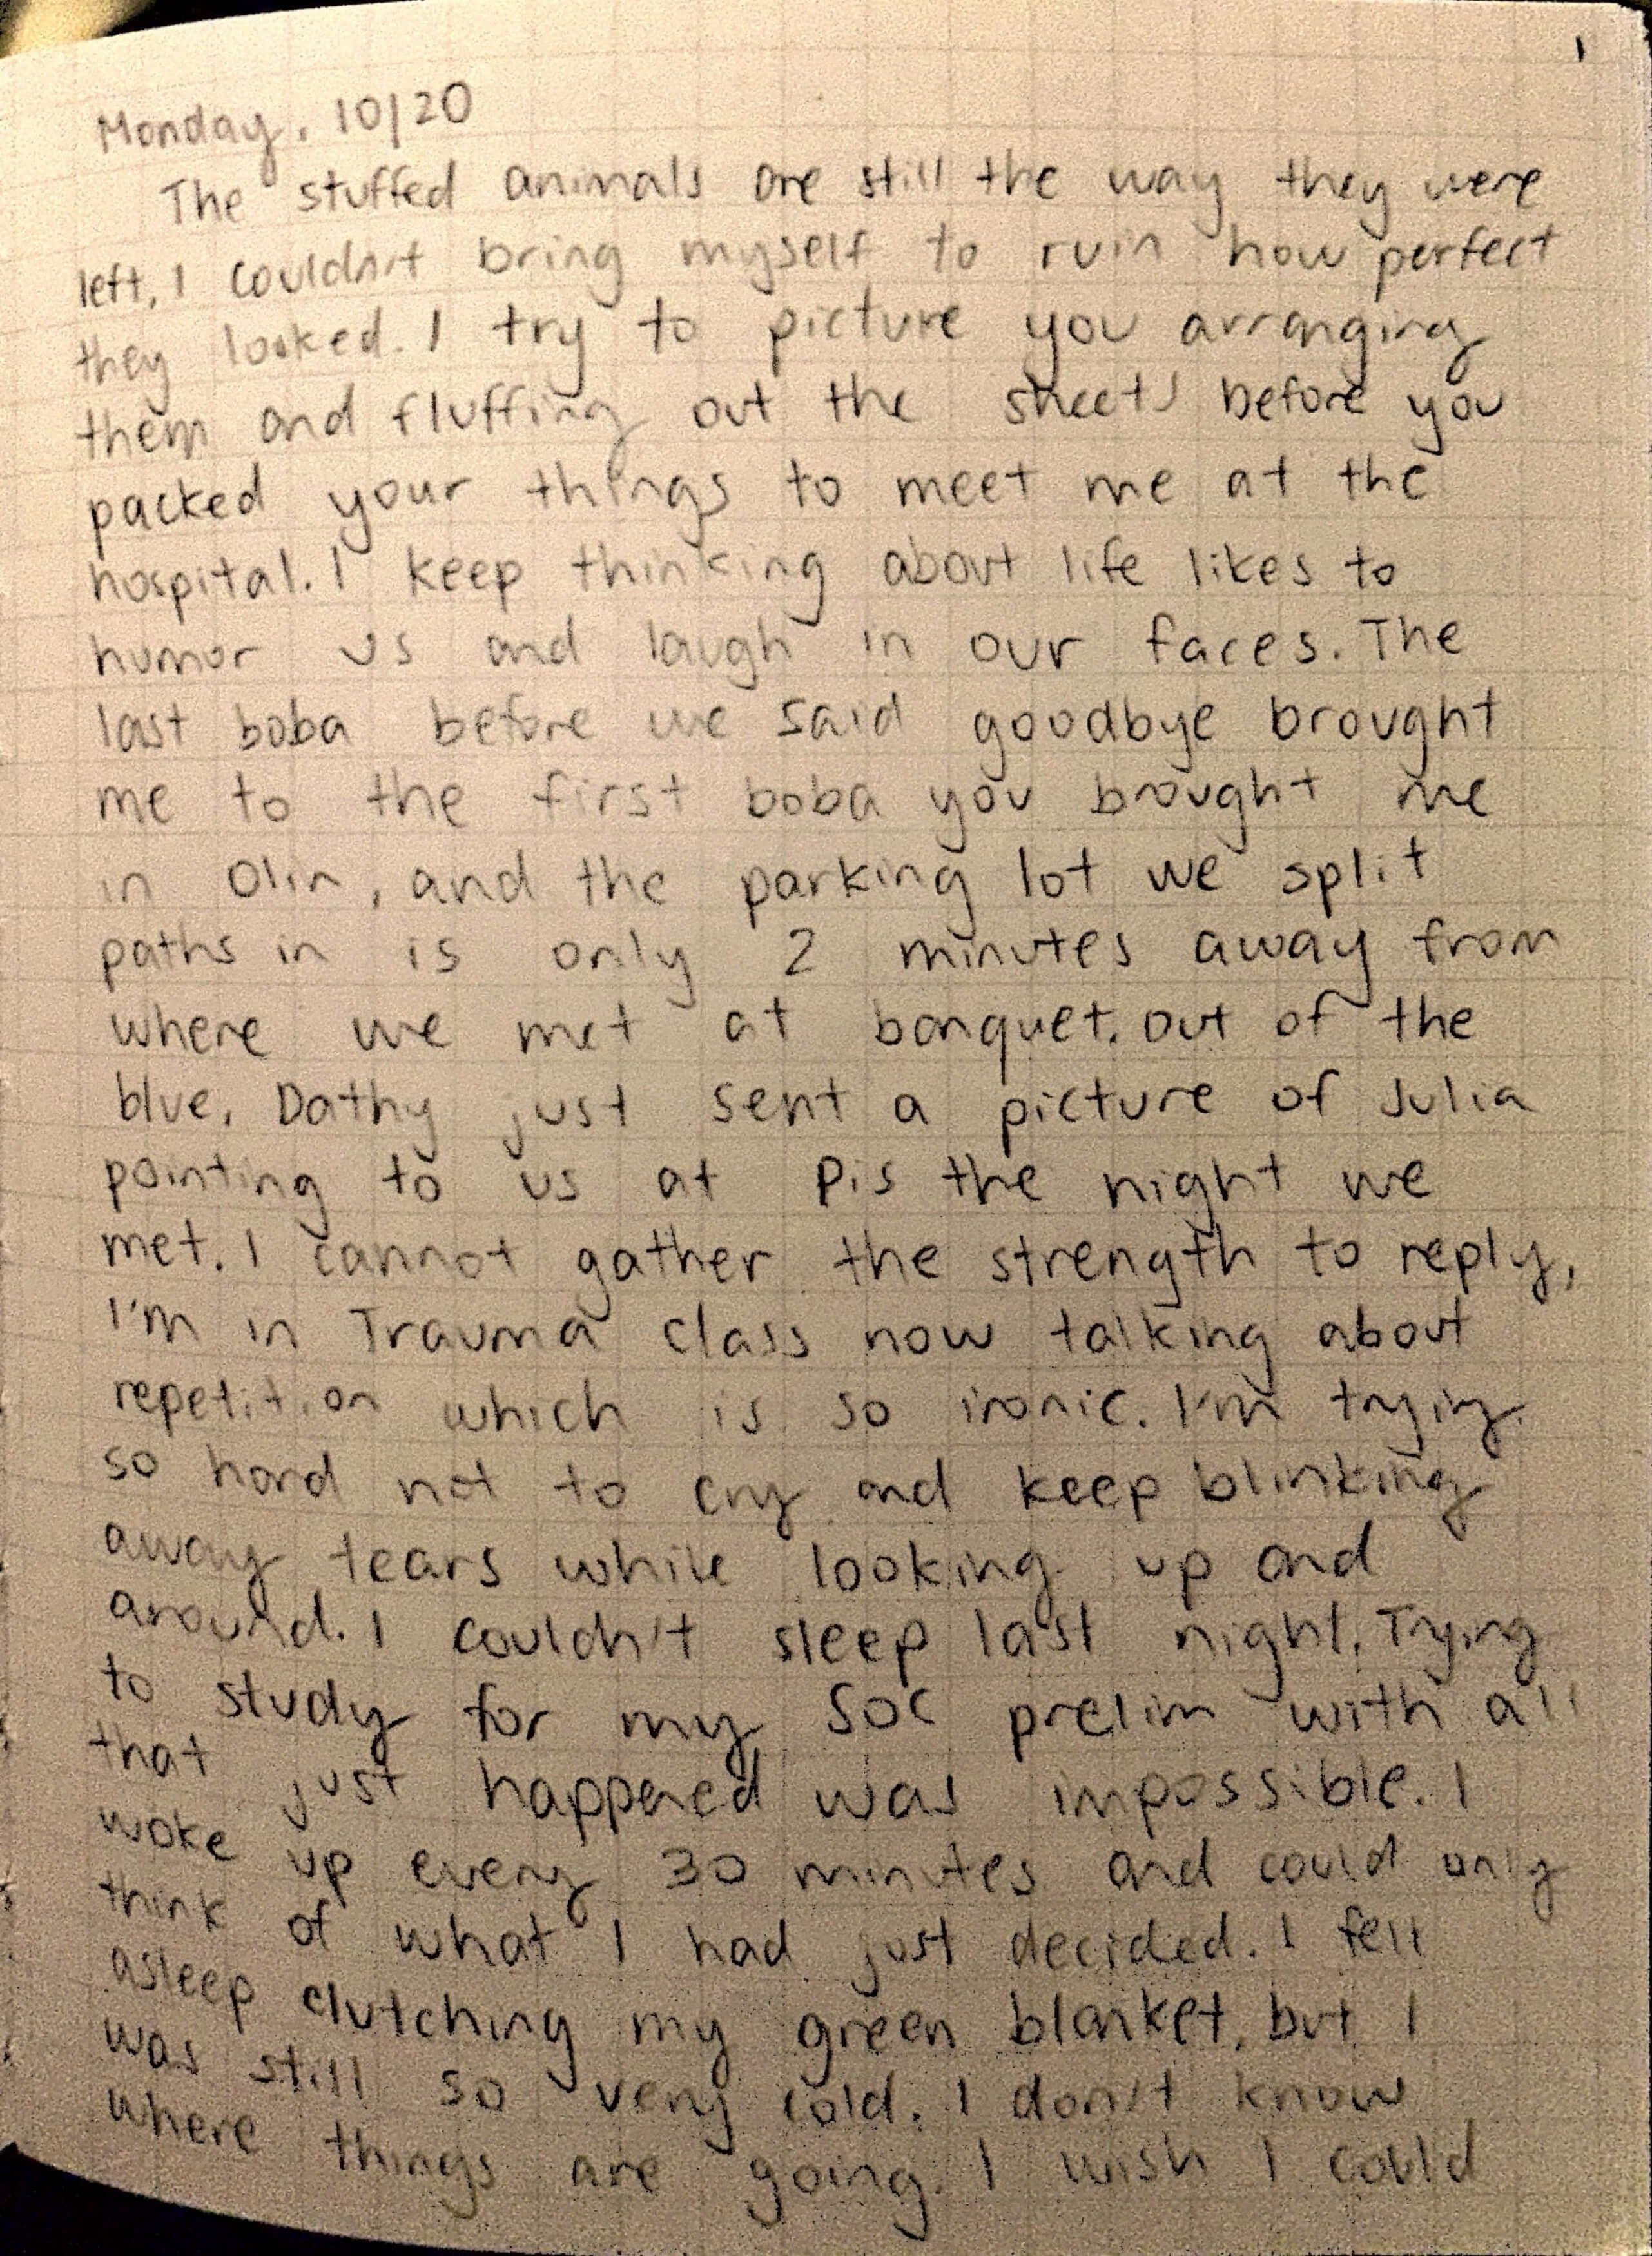 1
Monday, 10/20
The stuffed animals are still the way they were
left, I couldn't bring myself to ruin how perfect
they looked. I try to picture you arranging
them and fluffing out the sheets before you
packed your things to meet me at the
hospital. I keep thinking about life likes to
humor us and laugh in our faces. The
last boba before we said goodbye brought
me to the first boba you brought me
in Olin, and the parking lot we split
paths in is only 2 minutes away from
where we met at banquet. Out of the
blue, Dathy just sent a picture of Julia
pointing to us at Pis the night we
met. I cannot gather the strength to reply,
I'm in Trauma class now talking about
repetition which is so ironic. I'm trying
so hard not to cry and keep blinking
away tears while looking up and
around. I couldn't sleep last night. Trying
to study for my SOC prelim with all
that just happened was impossible. I
woke up every 30 minutes and could only
think of what I had just decided. I fell
asleep clutching my green blanket, but I
was still so very cold. I don't know
where things are going. I wish I could